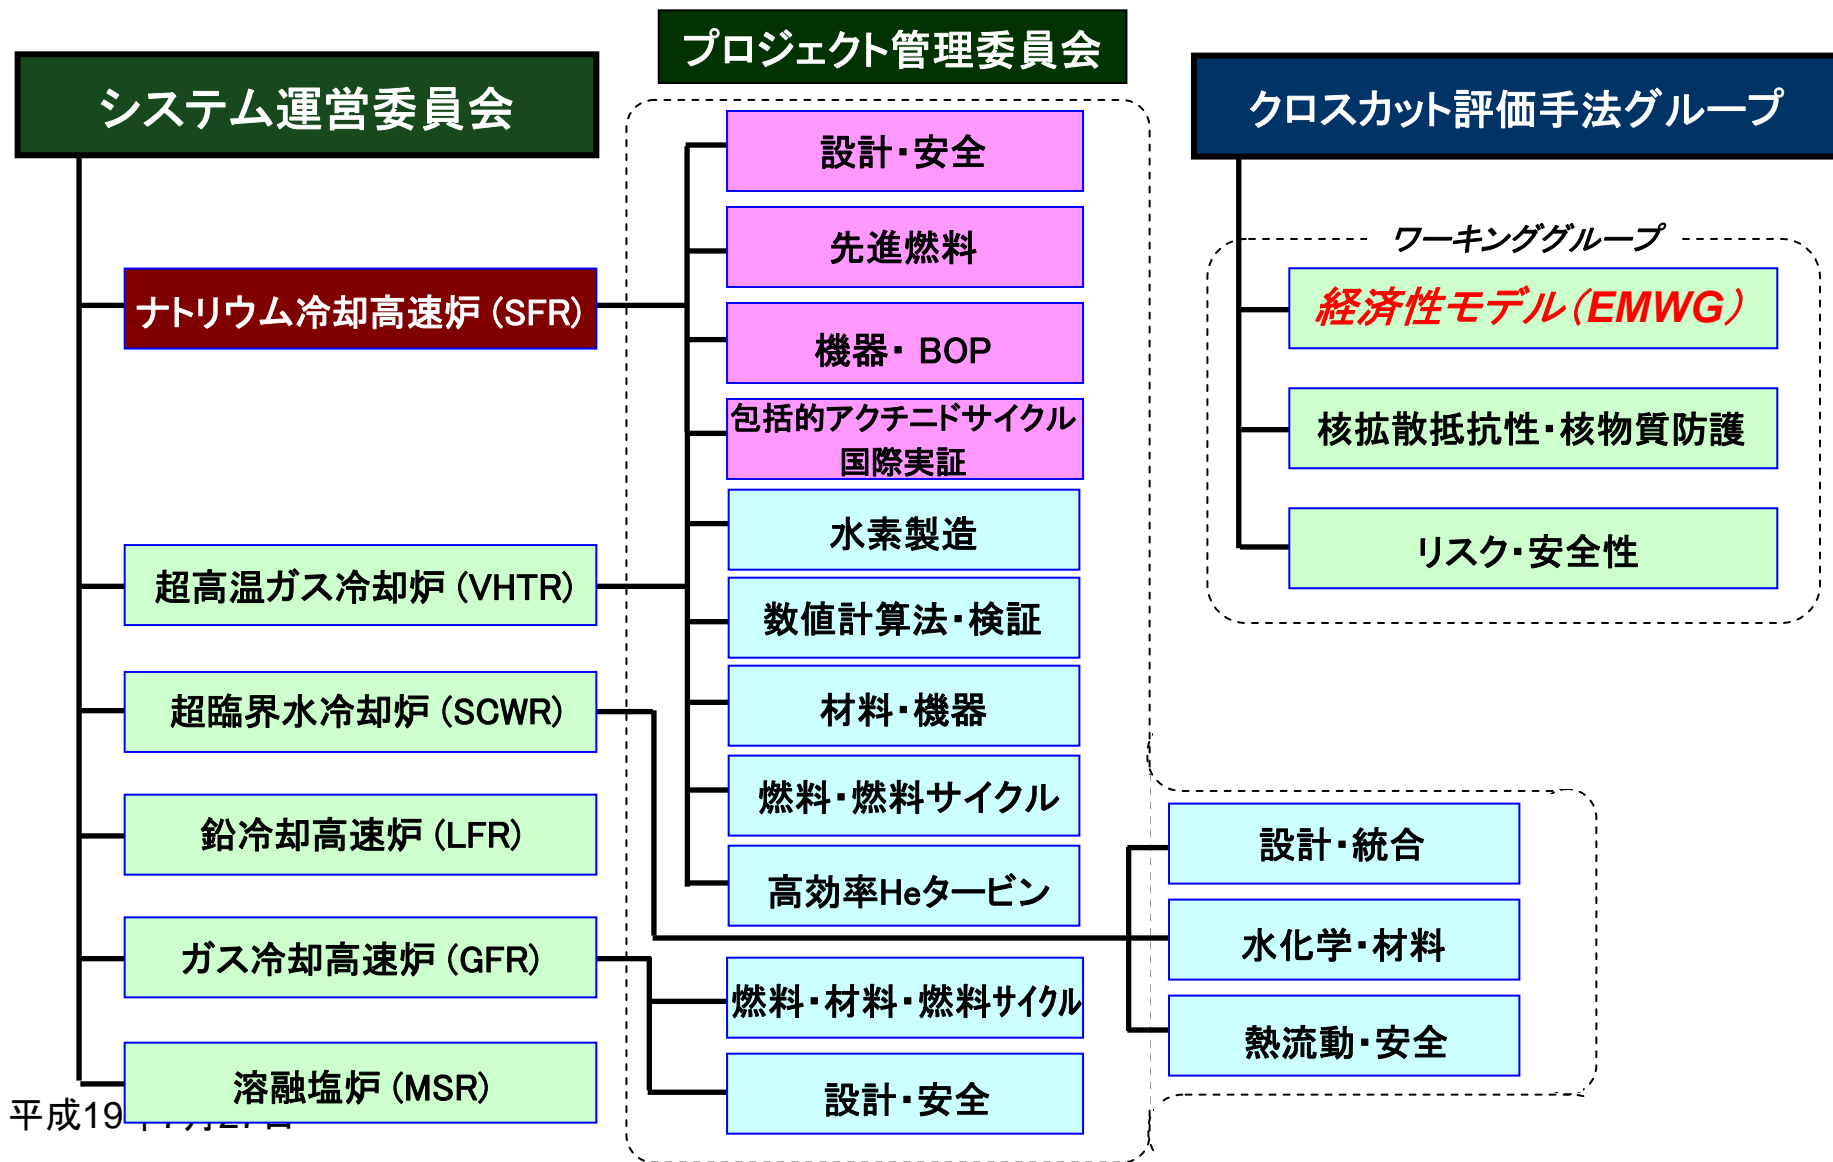 プロジェクト管理委員会
システム運営委員会
クロスカット評価手法グループ
設計・安全
先進燃料
機器・ BOP
包括的アクチニドサイクル
国際実証
水素製造
数値計算法・検証
材料・機器
燃料・燃料サイクル
高効率Heタービン
燃料・材料・燃料サイクル
設計・安全
ナトリウム冷却高速炉 (SFR)
超高温ガス冷却炉 (VHTR)
超臨界水冷却炉 (SCWR)
鉛冷却高速炉 (LFR)
ガス冷却高速炉 (GFR)
溶融塩炉 (MSR)
ワーキンググループ
経済性モデル（EMWG）
核拡散抵抗性・核物質防護
リスク・安全性
設計・統合
水化学・材料
熱流動・安全
平成19